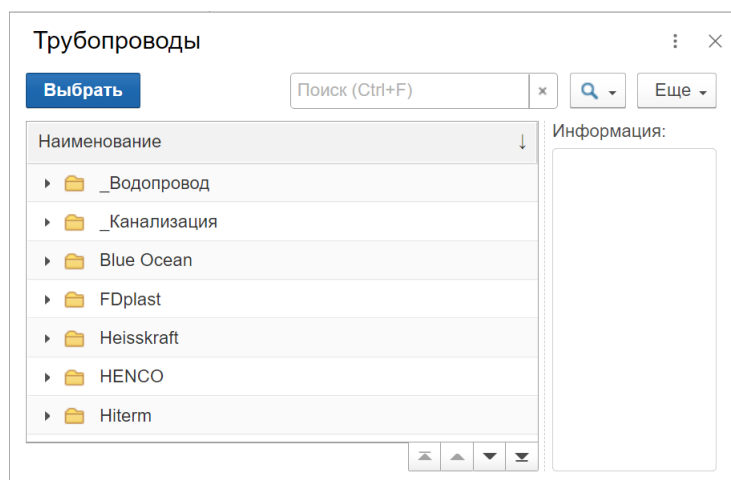 Трубопроводы
Выбрать
Поиск (Ctrl+F)
×
Еще
Наименование ↓
Информация:
_Водопровод
_Канализация
Blue Ocean
FDplast
Heisskraft
HENCO
Hiterm